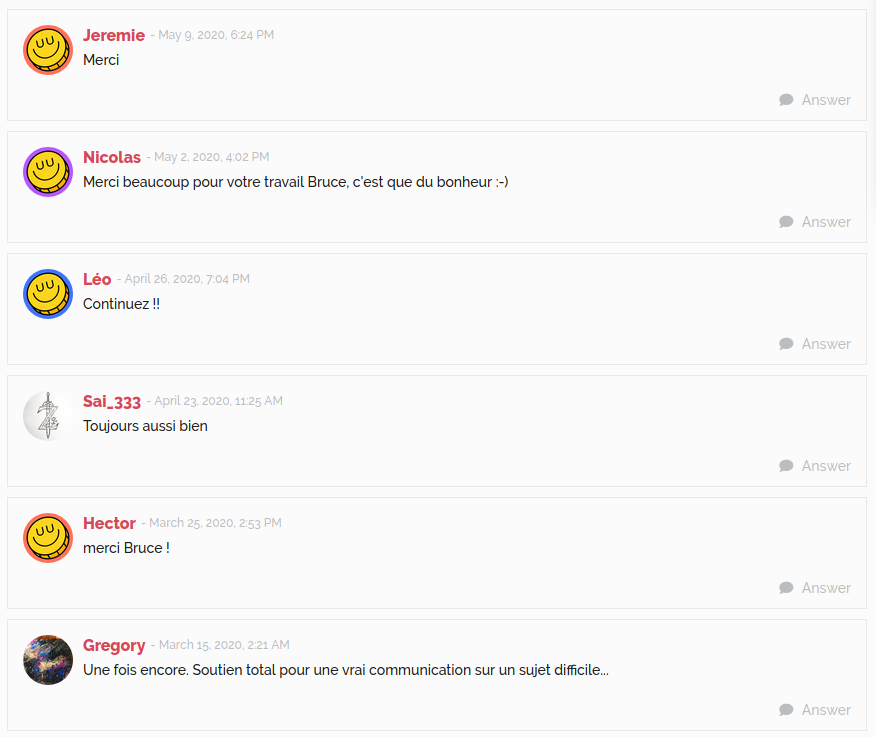 Jeremie - May 9, 2020, 6:24 PM
Merci
Answer
Nicolas - May 2, 2020, 4:02 PM
Merci beaucoup pour votre travail Bruce, c'est que du bonheur :-)
Answer
Léo - April 26, 2020, 7:04 PM
Continuez !!
Answer
Sai_333 - April 23, 2020, 11:25 AM
Toujours aussi bien
Answer
Hector - March 25, 2020, 2:53 PM
merci Bruce !
Answer
Gregory - March 15, 2020, 2:21 AM
Une fois encore. Soutien total pour une vrai communication sur un sujet difficile...
Answer